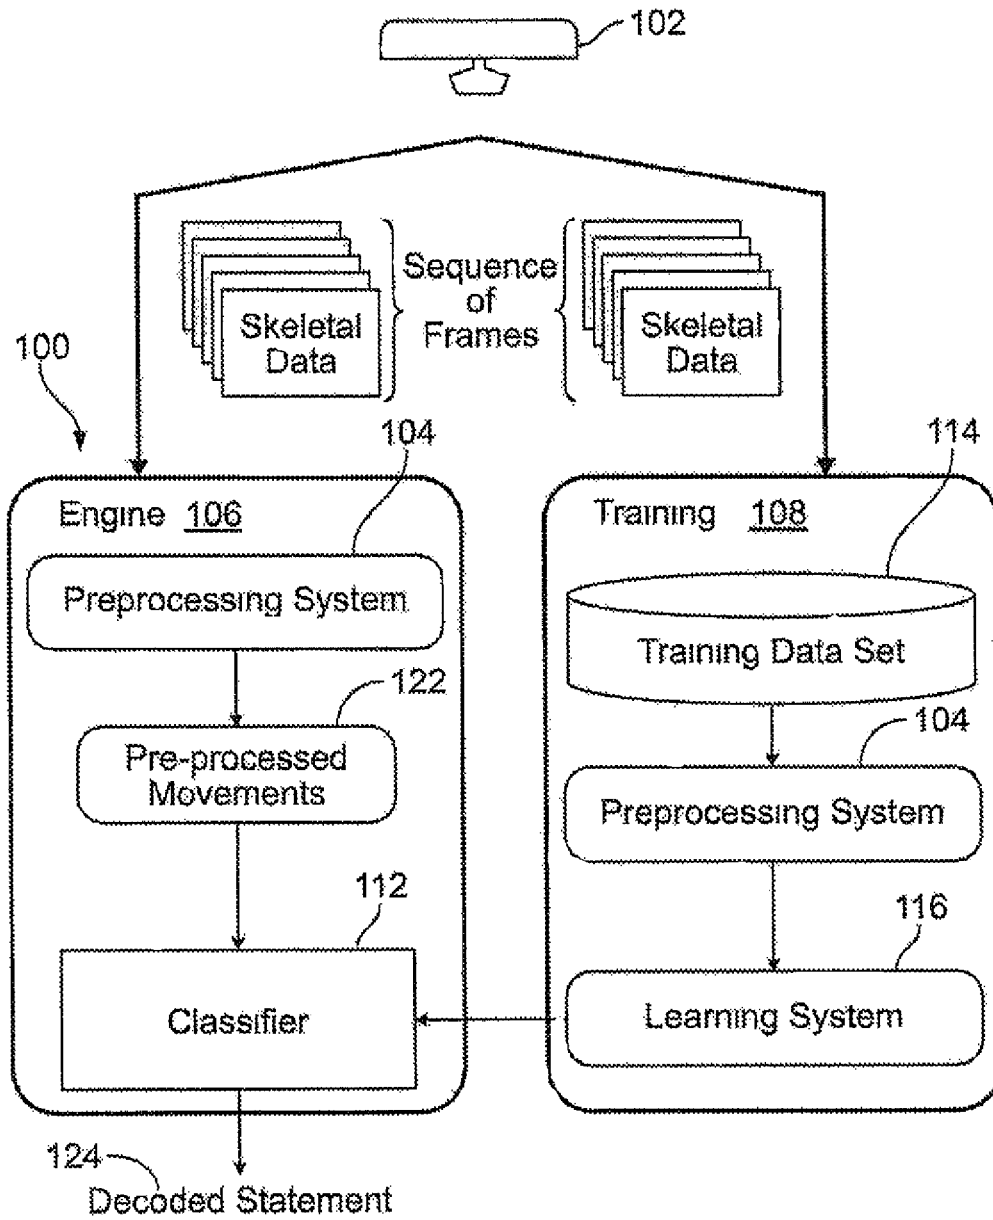 102
Skeletal
Data
Sequence
of
Frames
Skeletal
Data
100
104
114
Engine 106
Preprocessing System
122
Pre-processed
Movements
112
Classifier
124
Decoded Statement
Training 108
Training Data Set
104
Preprocessing System
116
Learning System